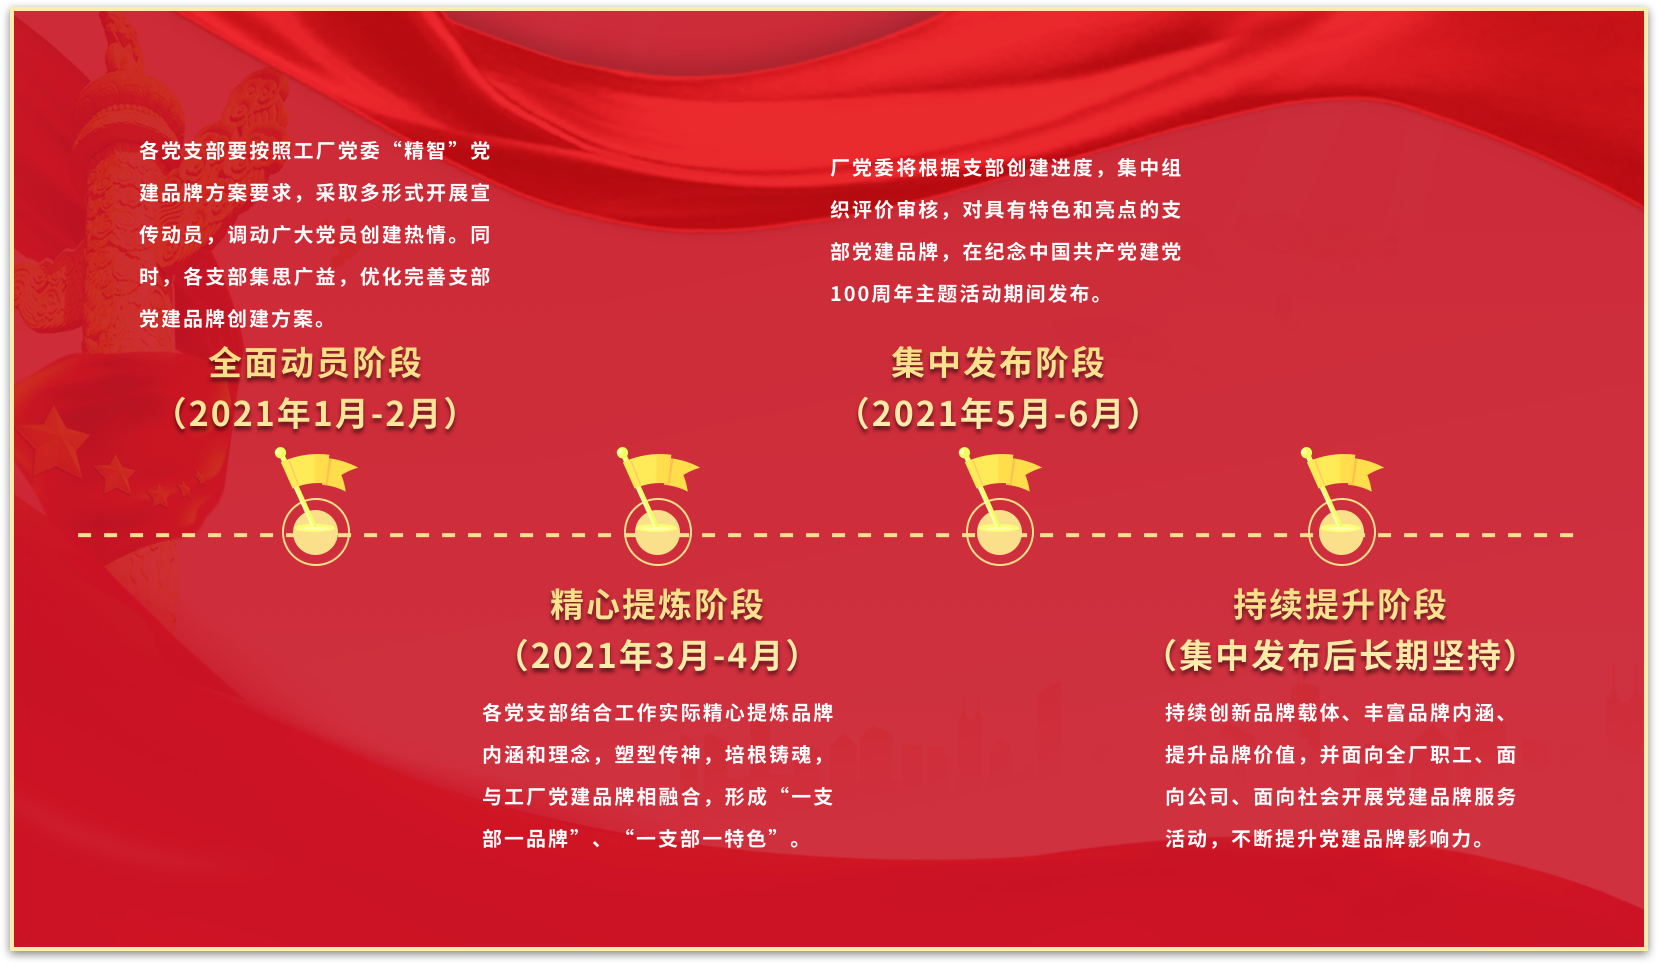 各党支部要按照工厂党委“精智”党
建品牌方案要求，采取多形式开展宣
传动员，调动广大党员创建热情。同
时，各支部集思广益，优化完善支部
党建品牌创建方案。
全面动员阶段
（2021年1月-2月）
精心提炼阶段
（2021年3月-4月）
各党支部结合工作实际精心提炼品牌
内涵和理念，塑型传神，培根铸魂，
与工厂党建品牌相融合，形成“一支
部一品牌”、“一支部一特色”。
厂党委将根据支部创建进度，集中组
织评价审核，对具有特色和亮点的支
部党建品牌，在纪念中国共产党建党
100周年主题活动期间发布。
集中发布阶段
（2021年5月-6月）
持续提升阶段
（集中发布后长期坚持）
持续创新品牌载体、丰富品牌内涵、
提升品牌价值，并面向全厂职工、面
向公司、面向社会开展党建品牌服务
活动，不断提升党建品牌影响力。